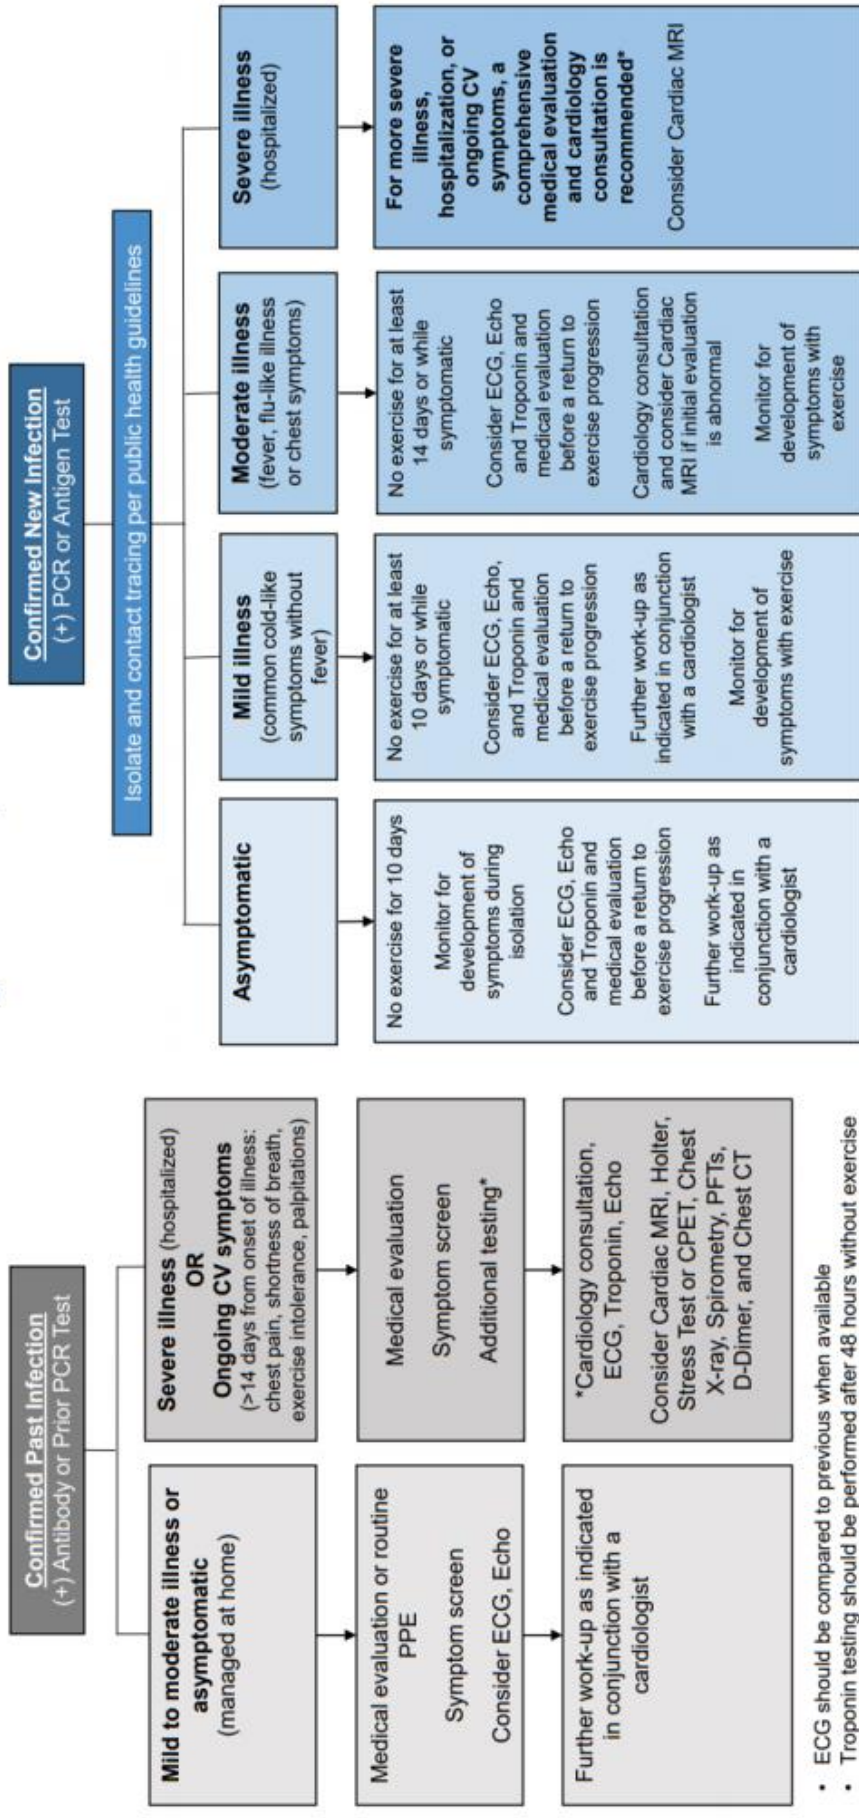 Confirmed Past Infection
(+) Antibody or Prior PCR Test
Mild to moderate illness or
asymptomatic
(managed at home)
Medical evaluation or routine
PPE
Symptom screen
Consider ECG, Echo
Further work-up as indicated
in conjunction with a
cardiologist
Severe illness (hospitalized)
OR
Ongoing CV symptoms
(>14 days from onset of illness:
chest pain, shortness of breath,
exercise intolerance, palpitations)
Medical evaluation
Symptom screen
Additional testing*
*Cardiology consultation,
ECG, Troponin, Echo
Consider Cardiac MRI, Holter,
Stress Test or CPET, Chest
X-ray, Spirometry, PFTs,
D-Dimer, and Chest CT
• ECG should be compared to previous when available
• Troponin testing should be performed after 48 hours without exercise
Confirmed New Infection
(+) PCR or Antigen Test
Isolate and contact tracing per public health guidelines
Asymptomatic
No exercise for 10 days
Monitor for
development of
symptoms during
isolation
Consider ECG, Echo
and Troponin and
medical evaluation
before a return to
exercise progression
Further work-up as
indicated in
conjunction with a
cardiologist
Mild illness
(common cold-like
symptoms without
fever)
No exercise for at least
10 days or while
symptomatic
Consider ECG, Echo,
and Troponin and
medical evaluation
before a return to
exercise progression
Further work-up as
indicated in conjunction
with a cardiologist
Monitor for
development of
symptoms with exercise
Moderate illness
(fever, flu-like illness
or chest symptoms)
No exercise for at least
14 days or while
symptomatic
Consider ECG, Echo
and Troponin and
medical evaluation
before a return to
exercise progression
Cardiology consultation
and consider Cardiac
MRI if initial evaluation
is abnormal
Monitor for
development of
symptoms with
exercise
Severe illness
(hospitalized)
For more severe
illness,
hospitalization, or
ongoing CV
symptoms, a
comprehensive
medical evaluation
and cardiology
consultation is
recommended*
Consider Cardiac MRI